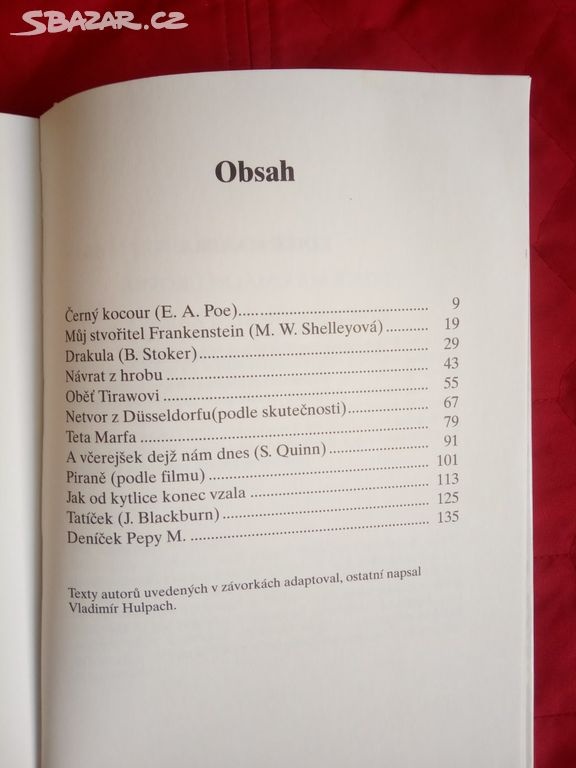 SBAZAR.CZ
Obsah
Černý kocour (E. A. Poe)........................................ 9
Můj stvořitel Frankenstein (M. W. Shelleyová) ........... 19
Drakula (B. Stoker)................................................ 29
Návrat z hrobu ...................................................... 43
Oběť Tirawovi ...................................................... 55
Netvor z Düsseldorfu(podle skutečnosti)................ 67
Teta Marfa ............................................................ 79
A včerejšek dejž nám dnes (S. Quinn) .................... 91
Piraně (podle filmu) ............................................... 101
Jak od kytlice konec vzala ..................................... 113
Tatíček (J. Blackburn) ............................................ 125
Deníček Pepy M. ................................................... 135
Texty autorů uvedených v závorkách adaptoval, ostatní napsal
Vladimír Hulpach.